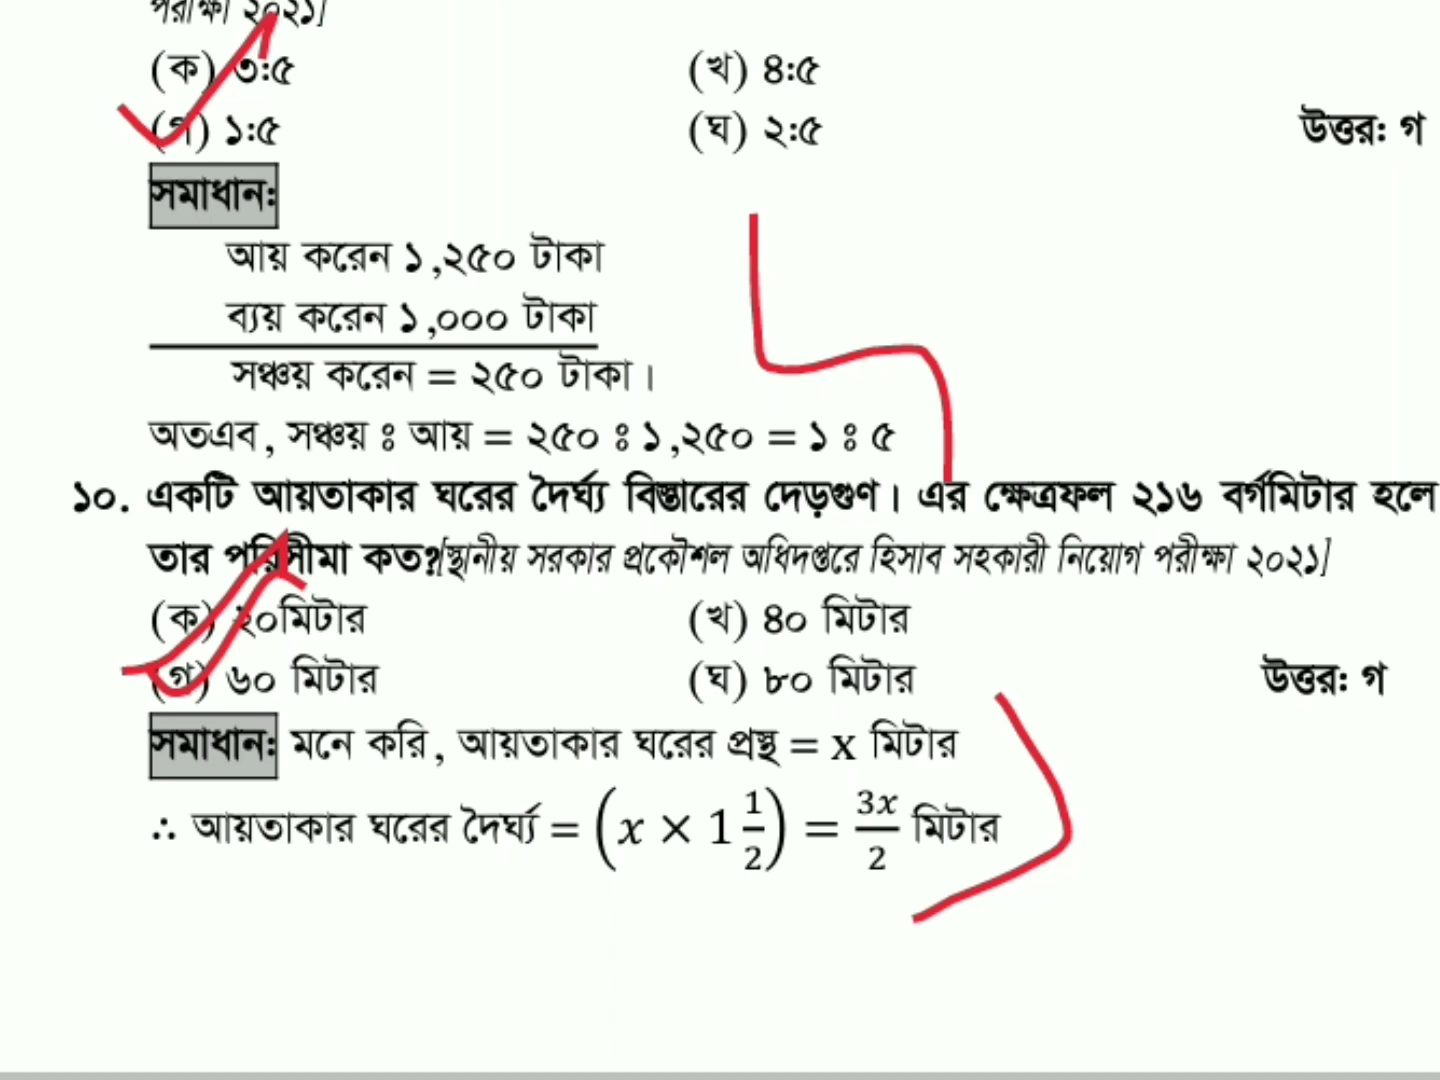 পরীক্ষা ২০২১]
(ক) ৩:৫ (খ) ৪:৫
(গ) ১:৫ (ঘ) ২:৫ উত্তর: গ
সমাধান:
আয় করেন ১,২৫০ টাকা
ব্যয় করেন ১,০০০ টাকা
সঞ্চয় করেন = ২৫০ টাকা।
অতএব, সঞ্চয় ঃ আয় = ২৫০ ঃ ১,২৫০ = ১ ঃ ৫
১০. একটি আয়তাকার ঘরের দৈর্ঘ্য বিস্তারের দেড়গুণ। এর ক্ষেত্রফল ২১৬ বর্গমিটার হলে
তার পরিসীমা কত?[স্থানীয় সরকার প্রকৌশল অধিদপ্তরে হিসাব সহকারী নিয়োগ পরীক্ষা ২০২১]
(ক) ২০মিটার (খ) ৪০ মিটার
(গ) ৬০ মিটার (ঘ) ৮০ মিটার উত্তর: গ
সমাধান: মনে করি, আয়তাকার ঘরের প্রস্থ = x মিটার
∴ আয়তাকার ঘরের দৈর্ঘ্য = (x × 1 1/2) = 3x/2 মিটার